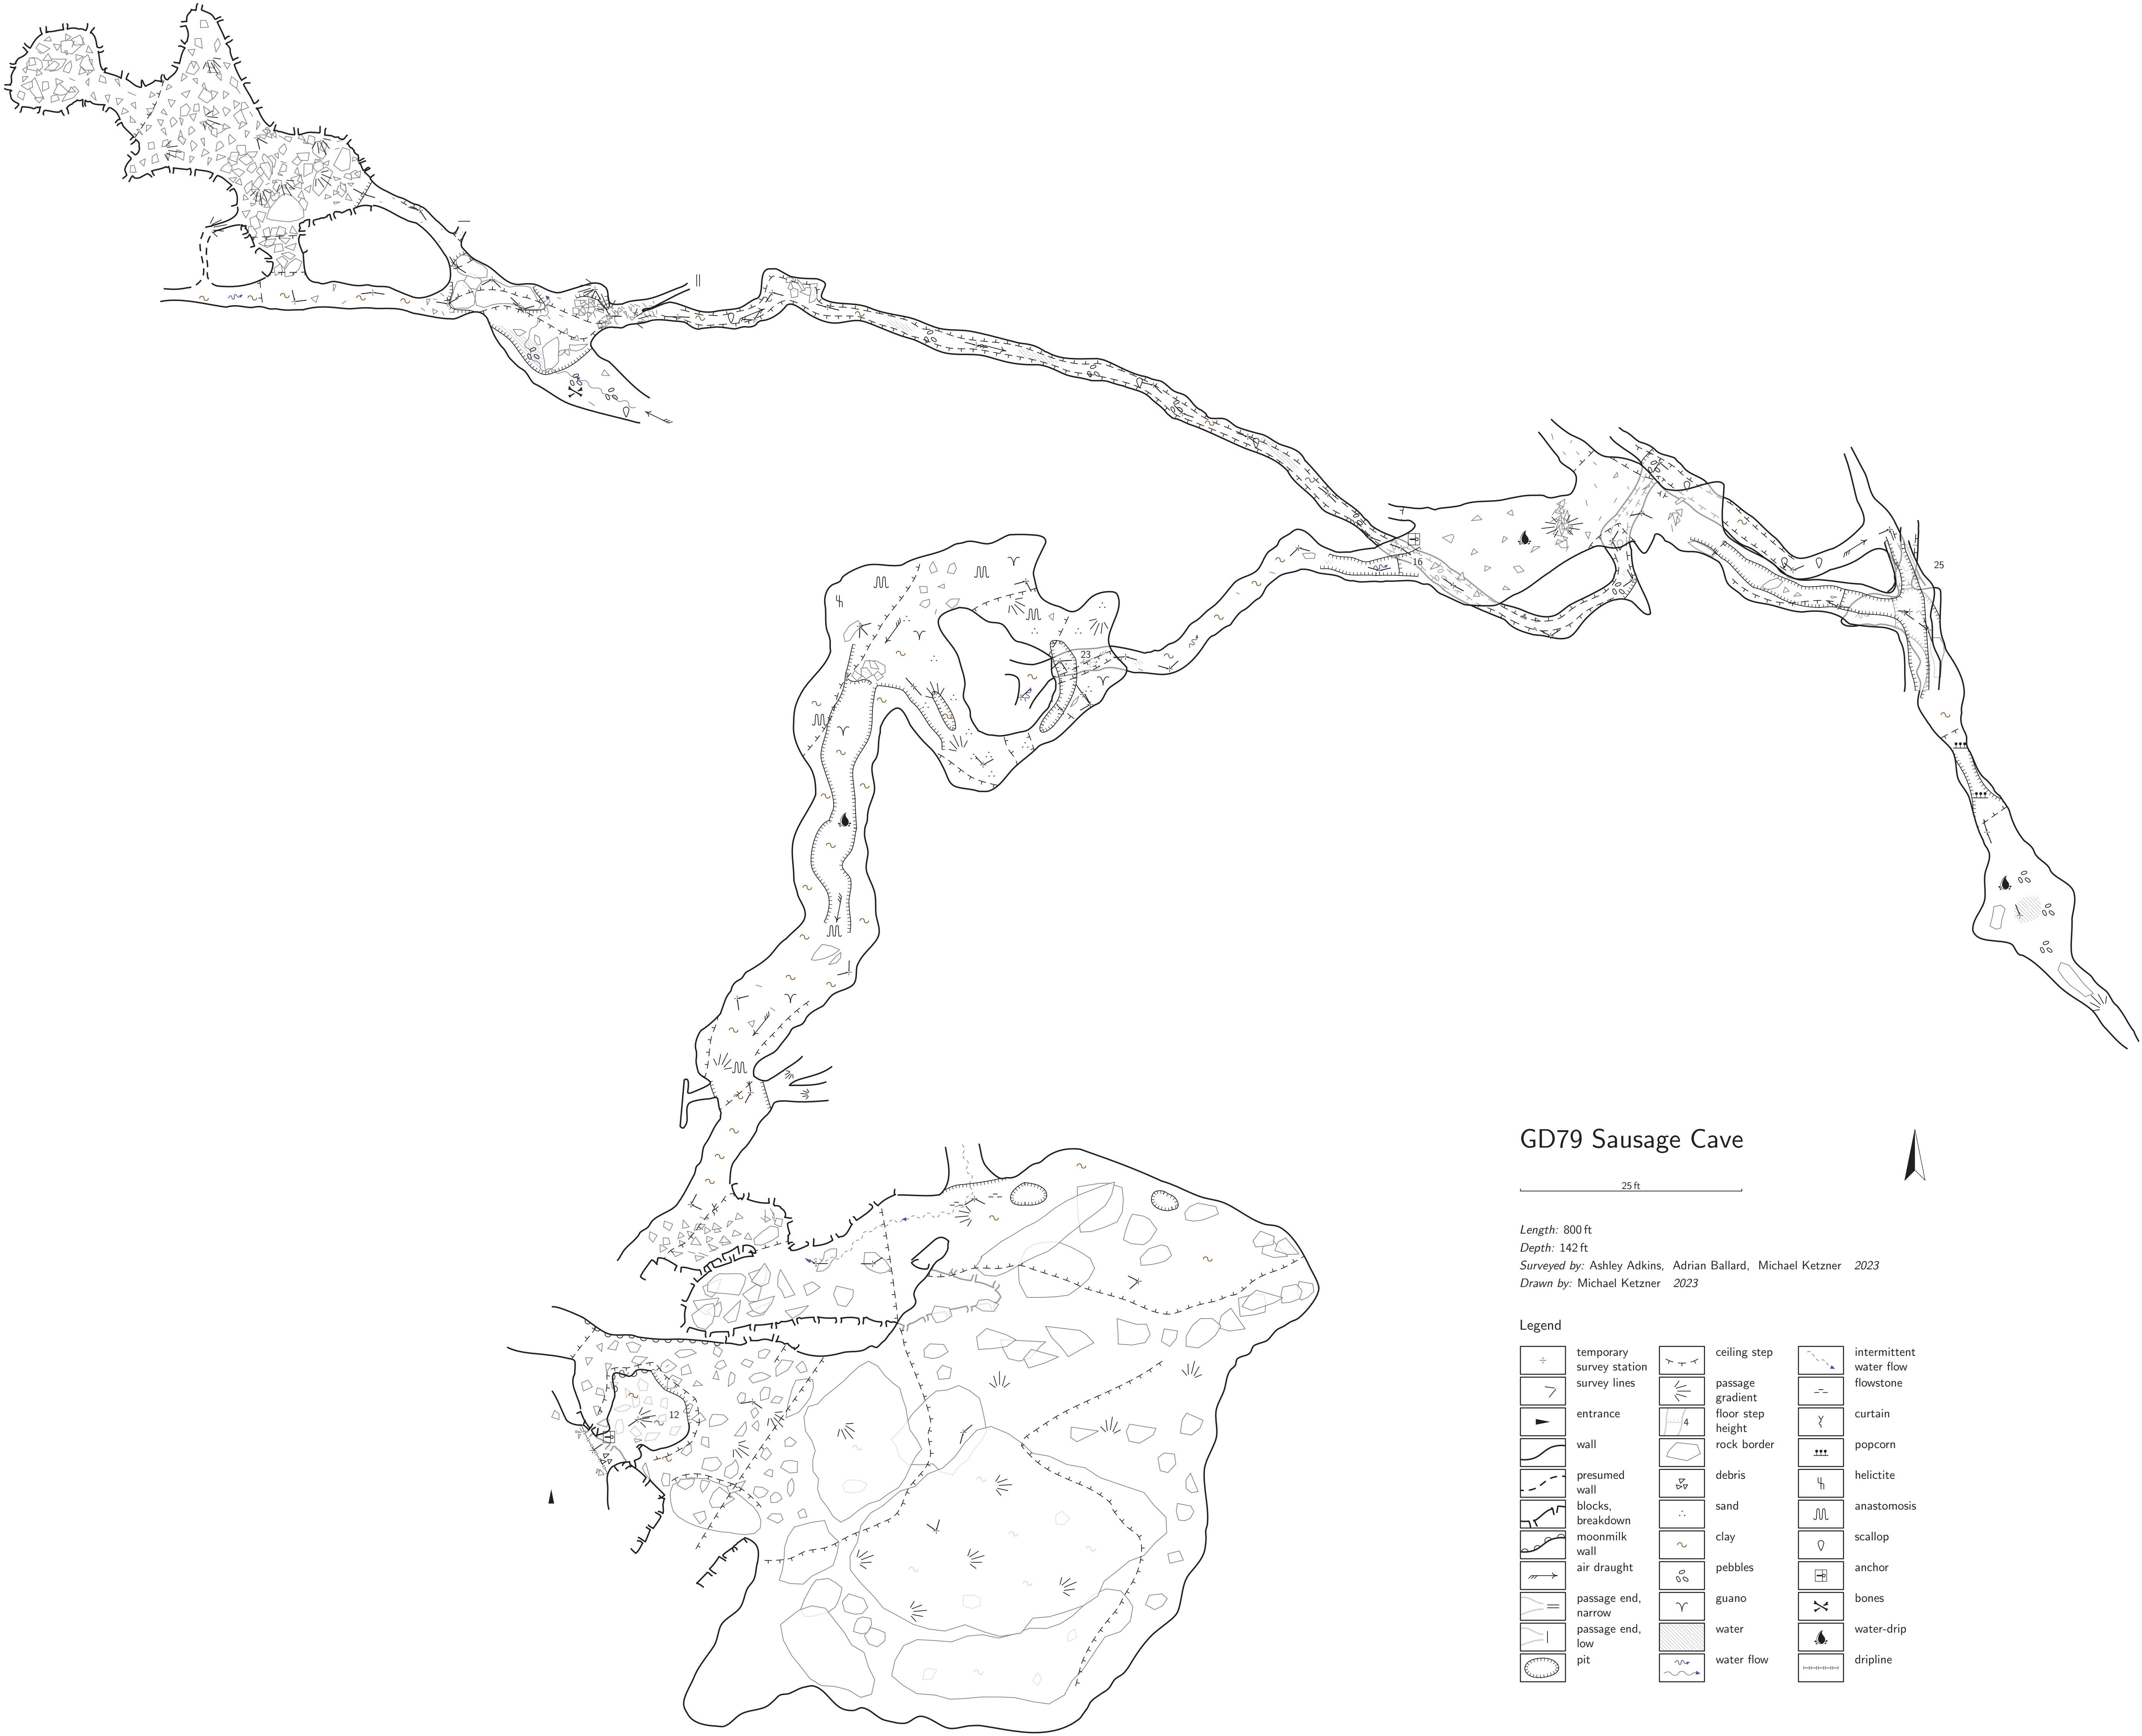 25
16
23
GD79 Sausage Cave
25 ft
Length: 800 ft
Depth: 142 ft
Surveyed by: Ashley Adkins, Adrian Ballard, Michael Ketzner 2023
Drawn by: Michael Ketzner 2023
12
Legend
temporary
survey station
survey lines
entrance
wall
presumed
wall
blocks,
breakdown
moonmilk
wall
air draught
passage end,
narrow
passage end,
low
pit
ceiling step
passage
gradient
4
floor step
height
rock border
debris
sand
clay
pebbles
guano
water
water flow
intermittent
water flow
flowstone
curtain
popcorn
helictite
anastomosis
scallop
anchor
bones
water-drip
dripline